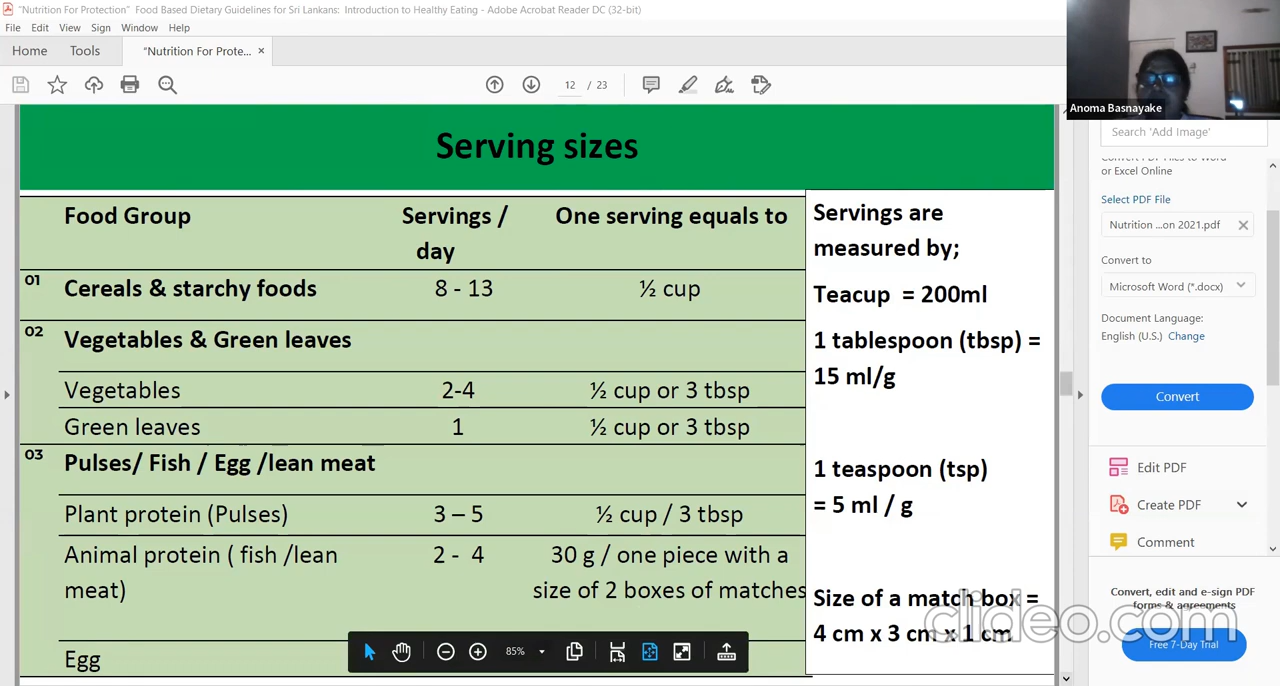 "Nutrition For Protection" Food Based Dietary Guidelines for Sri Lankans: Introduction to Healthy Eating - Adobe Acrobat Reader DC (32-bit)
File Edit View Sign Window Help
Home Tools "Nutrition For Prote... ×
12 / 23
Anoma Basnayake
Search 'Add Image'
Convert PDF Files to Word
or Excel Online
Select PDF File
Nutrition ...on 2021.pdf
Convert to
Microsoft Word (*.docx)
Document Language:
English (U.S.) Change
Convert
Edit PDF
Create PDF
Comment
Convert, edit and e-sign PDF
forms & agreements
Free 7-Day Trial
Serving sizes
Food Group Servings / One serving equals to
day
01 Cereals & starchy foods 8 - 13 ½ cup
02 Vegetables & Green leaves
Vegetables 2-4 ½ cup or 3 tbsp
Green leaves 1 ½ cup or 3 tbsp
03 Pulses/ Fish / Egg /lean meat
Plant protein (Pulses) 3 – 5 ½ cup / 3 tbsp
Animal protein ( fish /lean 2 - 4 30 g / one piece with a
meat) size of 2 boxes of matches
Egg
85%
Servings are
measured by;
Teacup = 200ml
1 tablespoon (tbsp) =
15 ml/g
1 teaspoon (tsp)
= 5 ml / g
Size of a match box =
4 cm x 3 cm x 1 cm
clideo.com